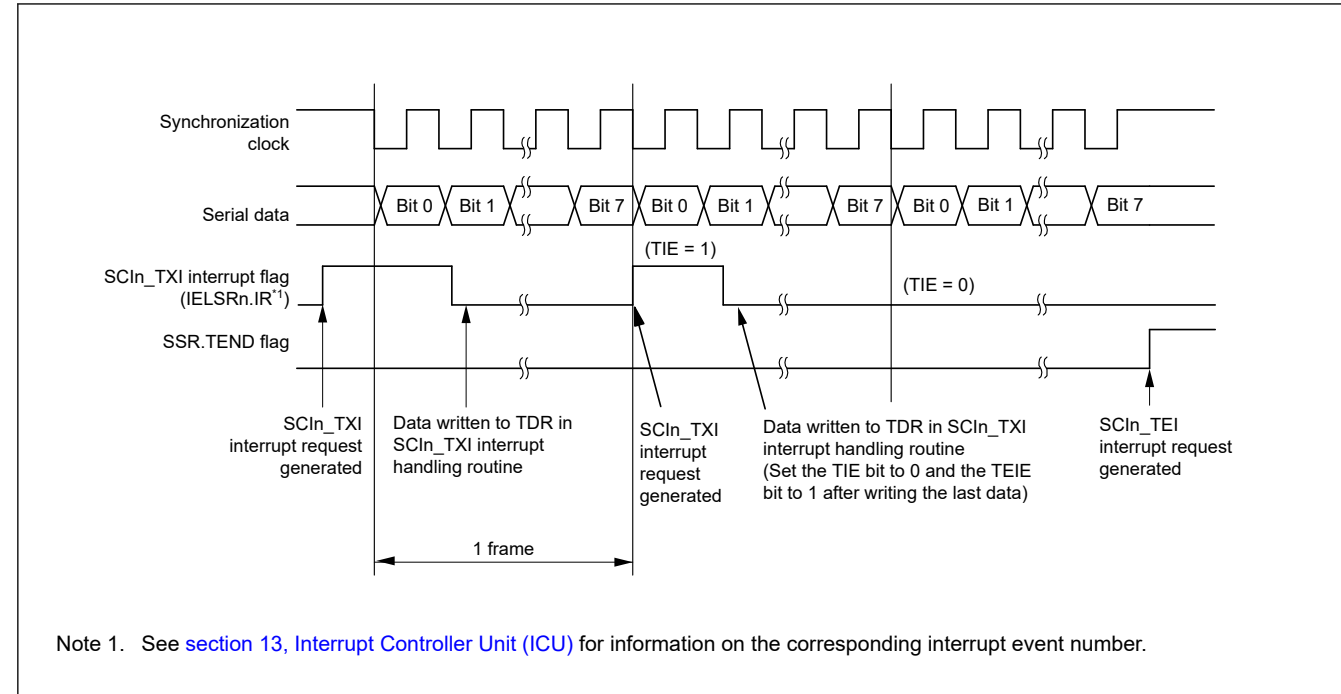 Synchronization
clock
Serial data
Bit 0 Bit 1 Bit 7 Bit 0 Bit 1 Bit 7 Bit 0 Bit 1 Bit 7
(TIE = 1)
SCIn_TXI interrupt flag
(IELSRn.IR*1)
(TIE = 0)
SSR.TEND flag
SCIn_TXI
interrupt request
generated
Data written to TDR in
SCIn_TXI interrupt
handling routine
SCIn_TXI
interrupt
request
generated
Data written to TDR in SCIn_TXI
interrupt handling routine
(Set the TIE bit to 0 and the TEIE
bit to 1 after writing the last data)
SCIn_TEI
interrupt request
generated
1 frame
Note 1. See section 13, Interrupt Controller Unit (ICU) for information on the corresponding interrupt event number.